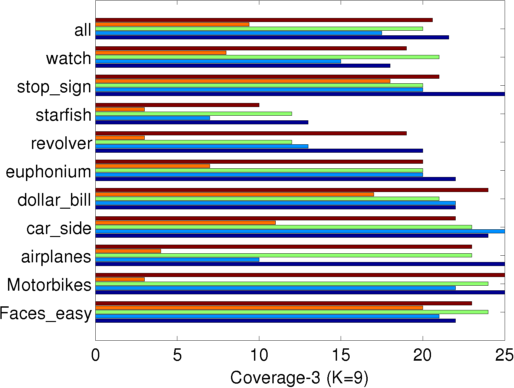 all
watch
stop_sign
starfish
revolver
euphonium
dollar_bill
car_side
airplanes
Motorbikes
Faces_easy
0 5 10 15 20 25
Coverage-3 (K=9)